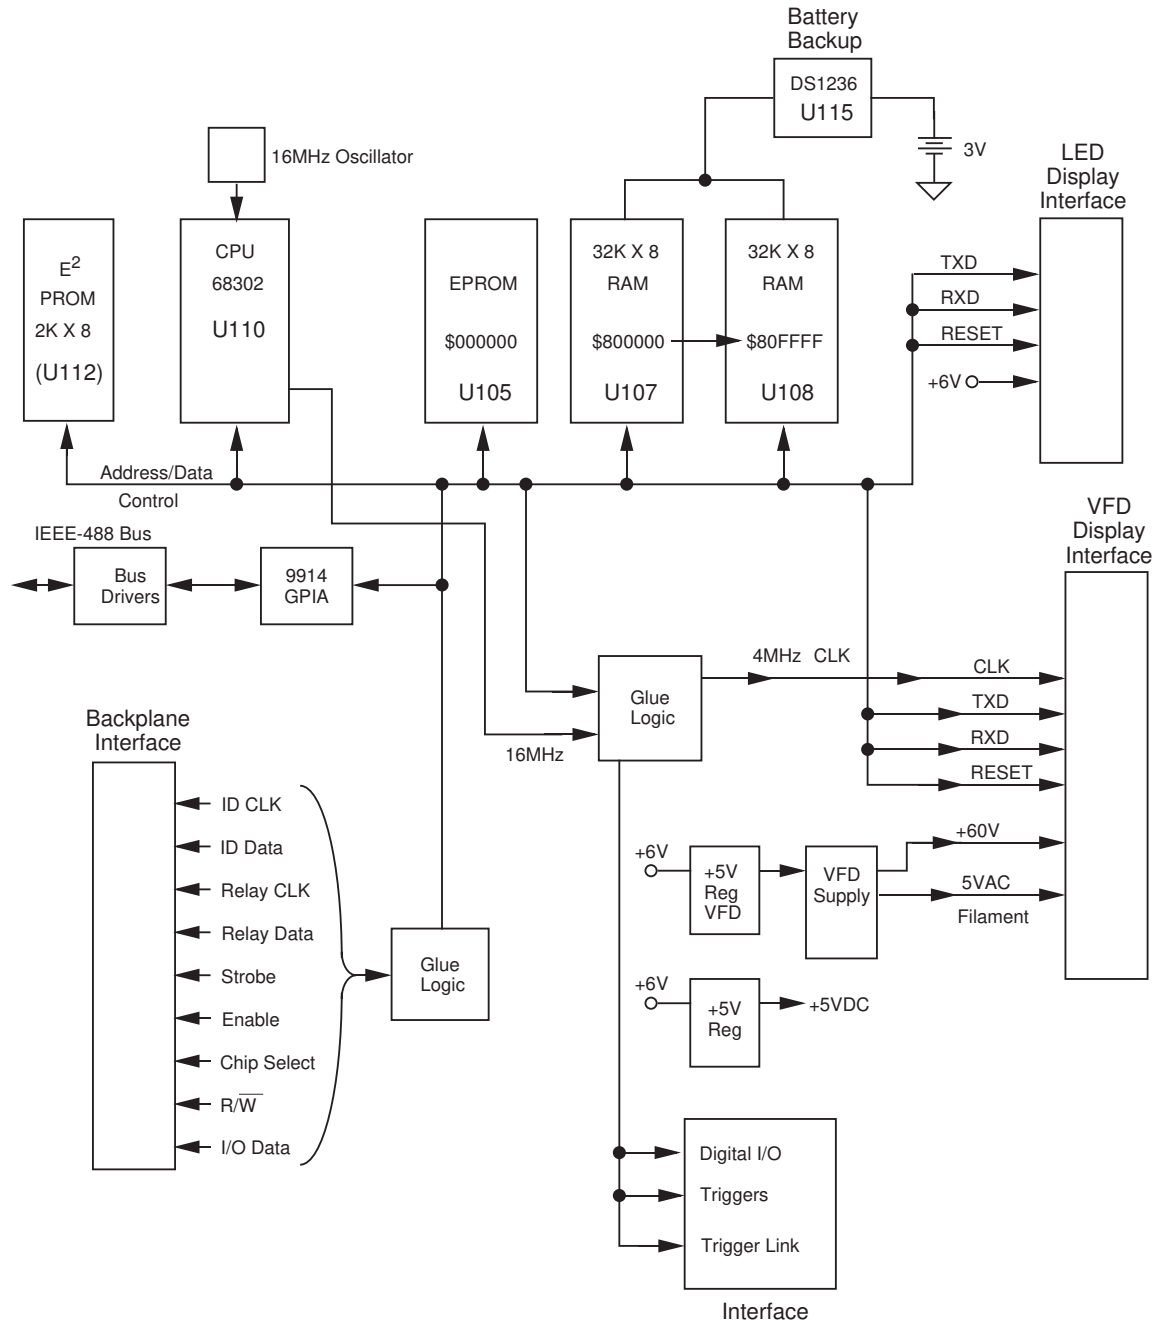 Battery
Backup
DS1236
U115
3V
16MHz Oscillator
LED
Display
Interface
E2
PROM
2K X 8
(U112)
CPU
68302
U110
EPROM
$000000
U105
32K X 8
RAM
$800000
U107
32K X 8
RAM
$80FFFF
U108
TXD
RXD
RESET
+6V
Address/Data
Control
IEEE-488 Bus
Bus
Drivers
9914
GPIA
VFD
Display
Interface
Glue
Logic
4MHz CLK
16MHz
CLK
TXD
RXD
RESET
+60V
5VAC
Filament
Backplane
Interface
ID CLK
ID Data
Relay CLK
Relay Data
Strobe
Enable
Chip Select
R/W̅
I/O Data
Glue
Logic
+6V
+5V
Reg
VFD
VFD
Supply
+6V
+5V
Reg
+5VDC
Digital I/O
Triggers
Trigger Link
Interface